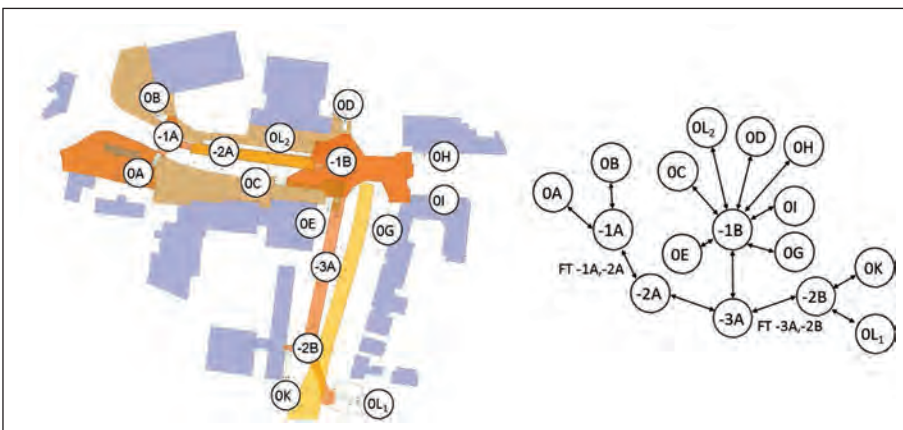 0B
0D
-1A
0L₂
-2A
-1B
0H
0A
0C
0I
0E
0G
-3A
-2B
0K
0L₁
0L₂
0D
0H
0B
0C
0A
-1A
-1B
0I
0E
0G
FT -1A,-2A
0K
-2A
-2B
-3A
FT -3A,-2B
0L₁